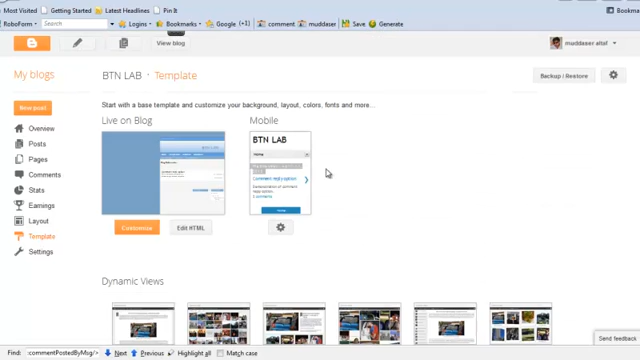 Most Visited Getting Started Latest Headlines Pin It Bookma
RoboForm Search Logins Bookmarks Google (+1) comment muddaser Save Generate
View blog muddaser altaf
My blogs BTN LAB · Template Backup / Restore
New post
Start with a base template and customize your background, layout, colors, fonts and more...
Live on Blog Mobile
Overview
Posts
Pages
Comments
Stats
Earnings
Layout
Template
Settings
BTN LAB
Home
Customize Edit HTML
Dynamic Views
Send feedback
Find: :commentPostedByMsg/> Next Previous Highlight all Match case